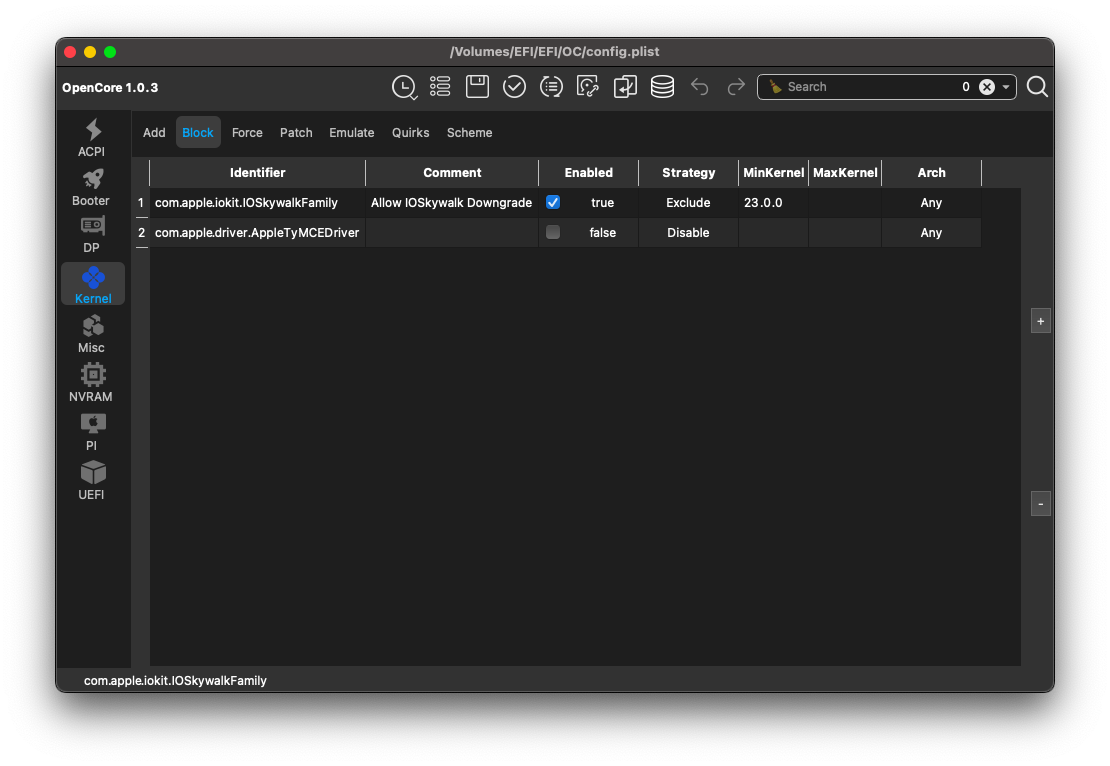 /Volumes/EFI/EFI/OC/config.plist
OpenCore 1.0.3
Search 0
ACPI
Booter
DP
Kernel
Misc
NVRAM
PI
UEFI
Add Block Force Patch Emulate Quirks Scheme
Identifier Comment Enabled Strategy MinKernel MaxKernel Arch
1 com.apple.iokit.IOSkywalkFamily Allow IOSkywalk Downgrade true Exclude 23.0.0 Any
2 com.apple.driver.AppleTyMCEDriver false Disable Any
+
-
com.apple.iokit.IOSkywalkFamily